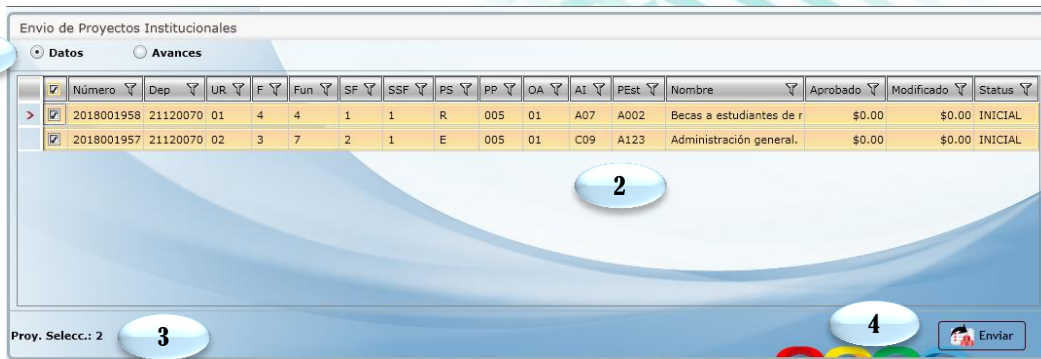 Envio de Proyectos Institucionales
Datos Avances
Número Dep UR F Fun SF SSF PS PP OA AI PEst Nombre Aprobado Modificado Status
2018001958 21120070 01 4 4 1 1 R 005 01 A07 A002 Becas a estudiantes de r $0.00 $0.00 INICIAL
2018001957 21120070 02 3 7 2 1 E 005 01 C09 A123 Administración general. $0.00 $0.00 INICIAL
2
Proy. Selecc.: 2 3
4 Enviar